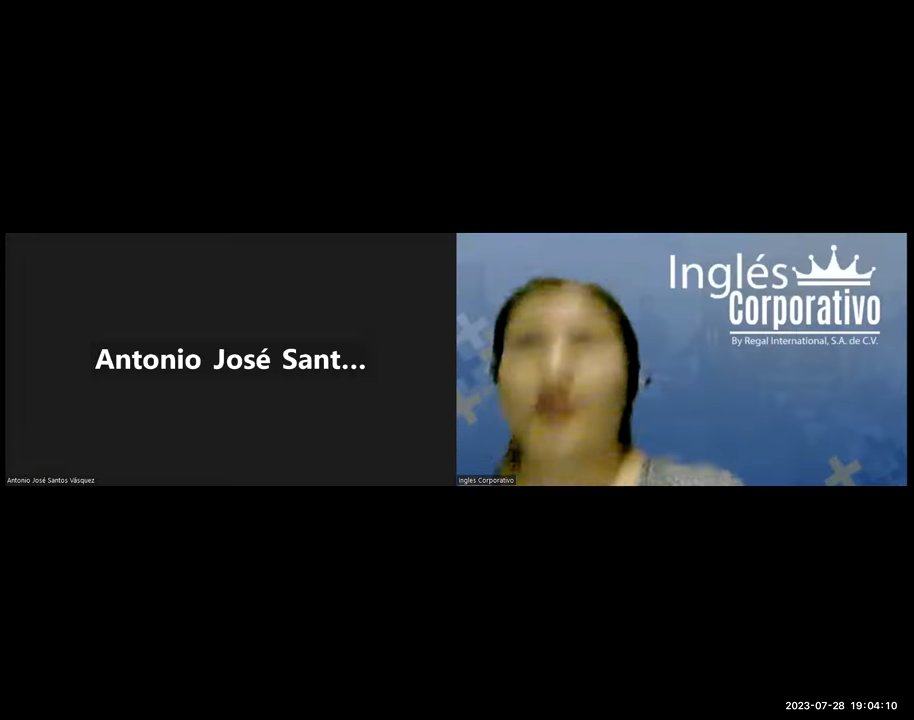 Antonio José Sant...
Antonio José Santos Vásquez
Inglés
Corporativo
By Regal International, S.A. de C.V.
Ingles Corporativo
2023-07-28 19:04:10